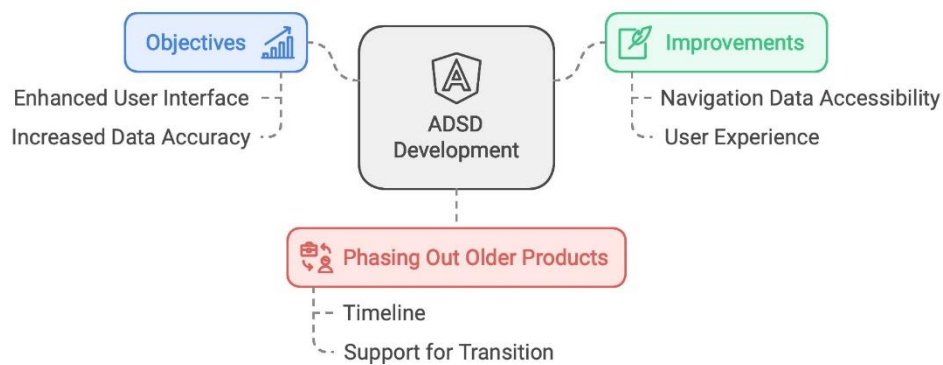 Objectives
Enhanced User Interface
Increased Data Accuracy
ADSD
Development
Improvements
Navigation Data Accessibility
User Experience
Phasing Out Older Products
Timeline
Support for Transition